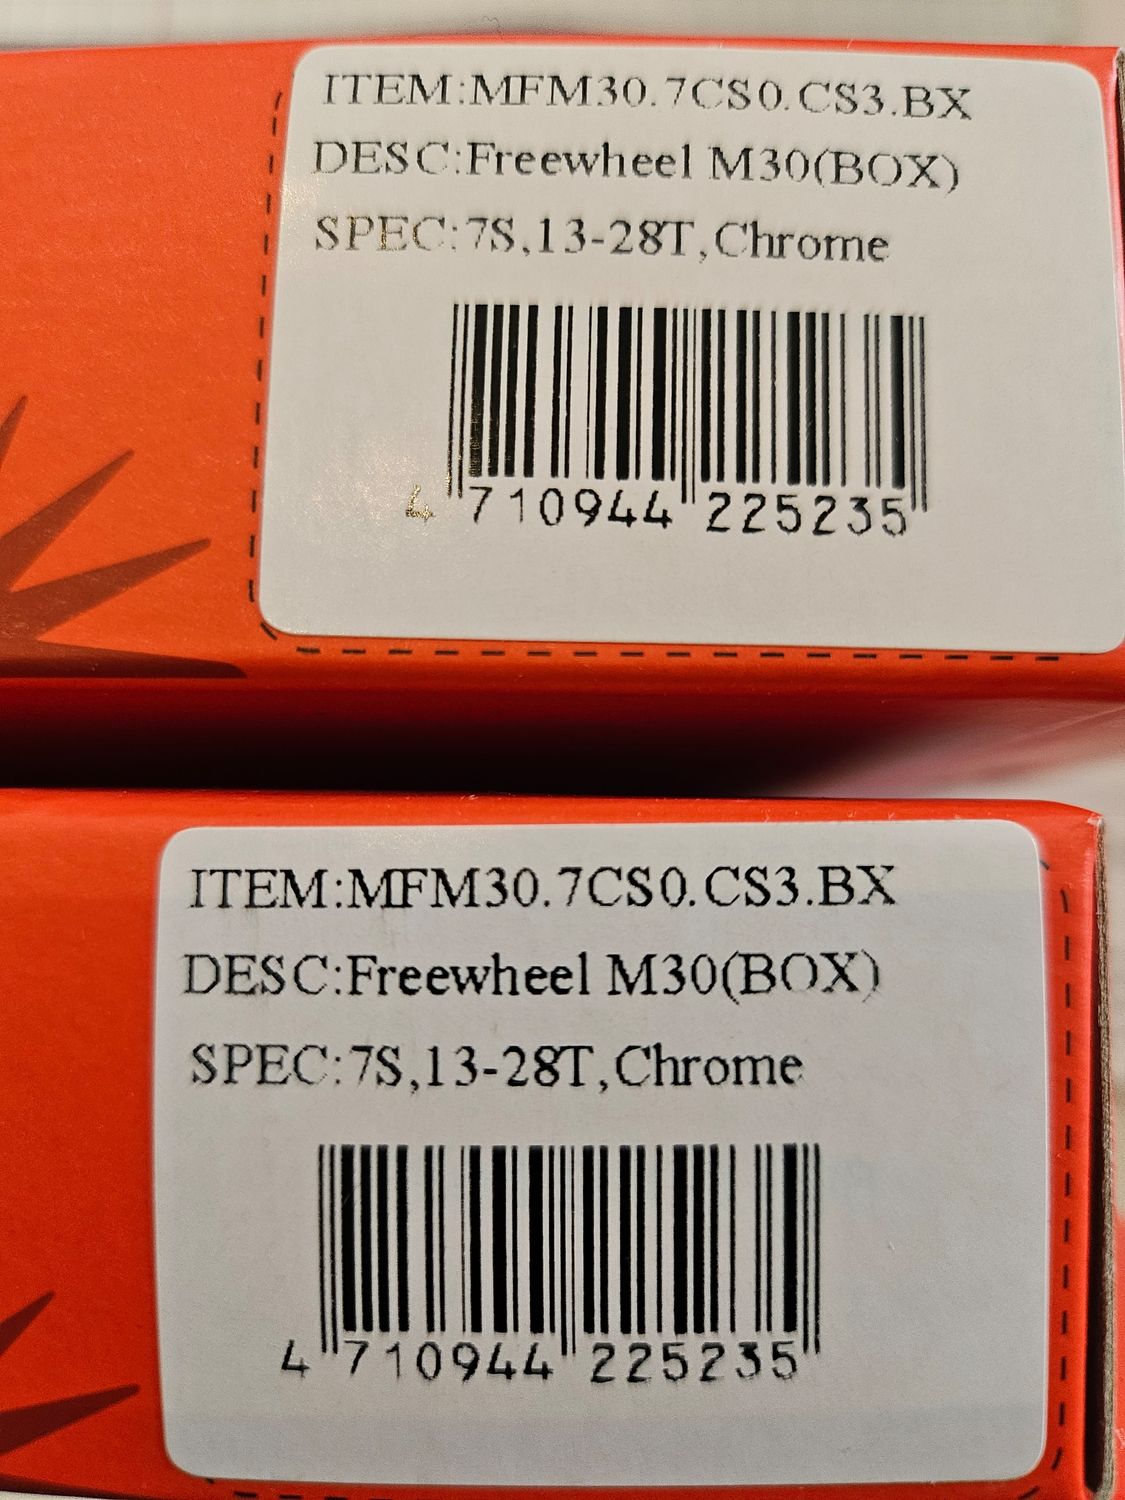 ITEM:MFM30.7CS0.CS3.BX
DESC:Freewheel M30(BOX)
SPEC:7S,13-28T,Chrome
4 710944 225235
ITEM:MFM30.7CS0.CS3.BX
DESC:Freewheel M30(BOX)
SPEC:7S,13-28T,Chrome
4 710944 225235